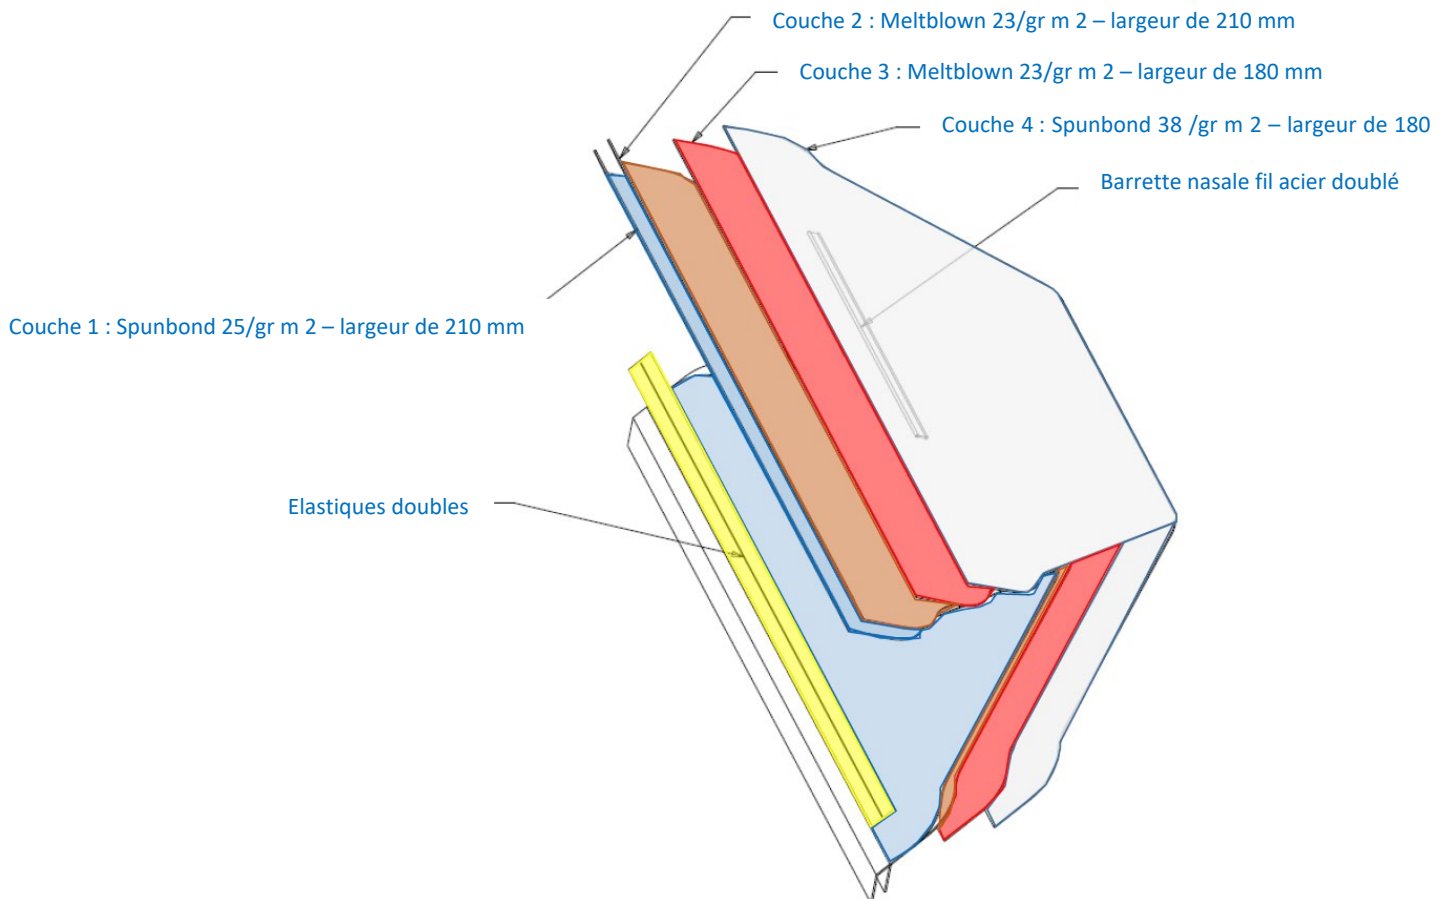 Couche 2 : Meltblown 23/gr m 2 – largeur de 210 mm
Couche 3 : Meltblown 23/gr m 2 – largeur de 180 mm
Couche 4 : Spunbond 38 /gr m 2 – largeur de 180
Barrette nasale fil acier doublé
Couche 1 : Spunbond 25/gr m 2 – largeur de 210 mm
Elastiques doubles